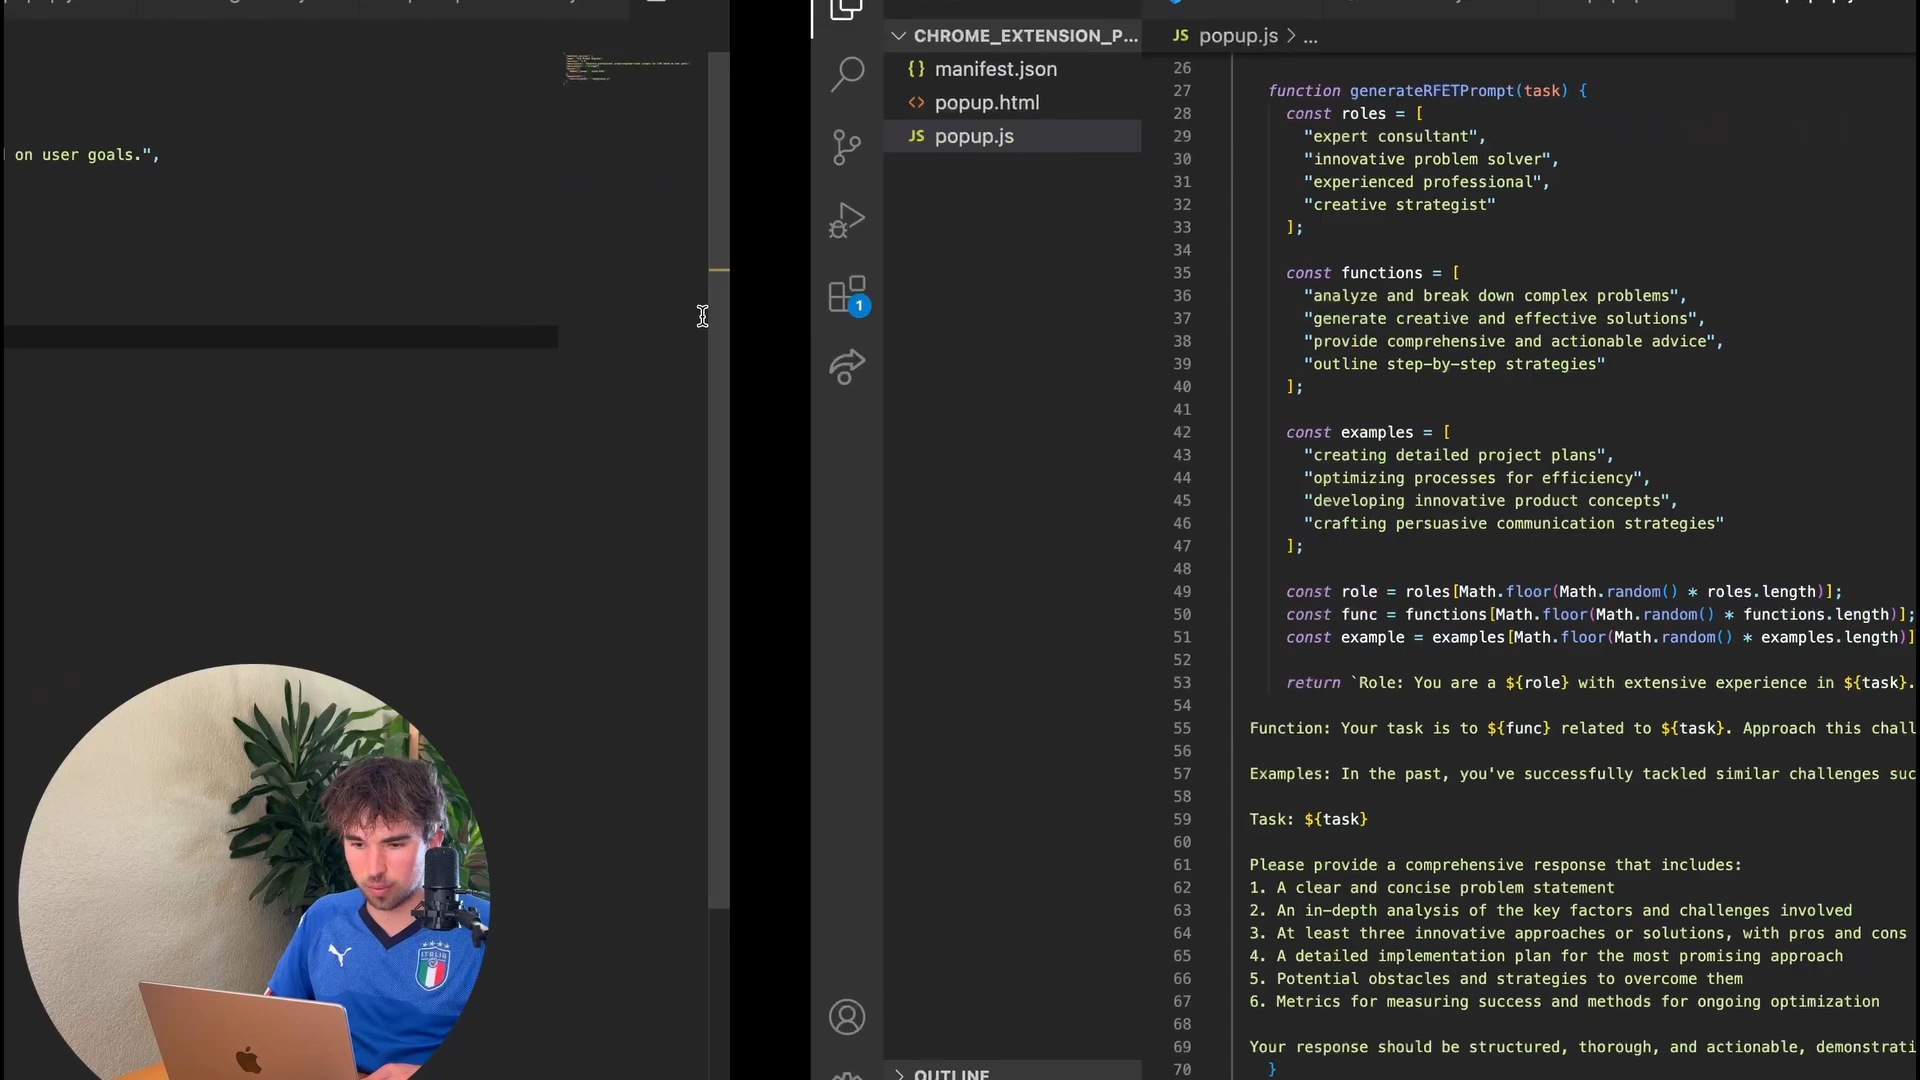 on user goals.",
CHROME_EXTENSION_P...
{} manifest.json
<> popup.html
JS popup.js
1
OUTLINE
JS popup.js > ...
26
27 function generateRFETPrompt(task) {
28 const roles = [
29 "expert consultant",
30 "innovative problem solver",
31 "experienced professional",
32 "creative strategist"
33 ];
34
35 const functions = [
36 "analyze and break down complex problems",
37 "generate creative and effective solutions",
38 "provide comprehensive and actionable advice",
39 "outline step-by-step strategies"
40 ];
41
42 const examples = [
43 "creating detailed project plans",
44 "optimizing processes for efficiency",
45 "developing innovative product concepts",
46 "crafting persuasive communication strategies"
47 ];
48
49 const role = roles[Math.floor(Math.random() * roles.length)];
50 const func = functions[Math.floor(Math.random() * functions.length)];
51 const example = examples[Math.floor(Math.random() * examples.length)]
52
53 return `Role: You are a ${role} with extensive experience in ${task}.
54
55 Function: Your task is to ${func} related to ${task}. Approach this chall
56
57 Examples: In the past, you've successfully tackled similar challenges suc
58
59 Task: ${task}
60
61 Please provide a comprehensive response that includes:
62 1. A clear and concise problem statement
63 2. An in-depth analysis of the key factors and challenges involved
64 3. At least three innovative approaches or solutions, with pros and cons
65 4. A detailed implementation plan for the most promising approach
66 5. Potential obstacles and strategies to overcome them
67 6. Metrics for measuring success and methods for ongoing optimization
68
69 Your response should be structured, thorough, and actionable, demonstrati
70 }
ITALIA